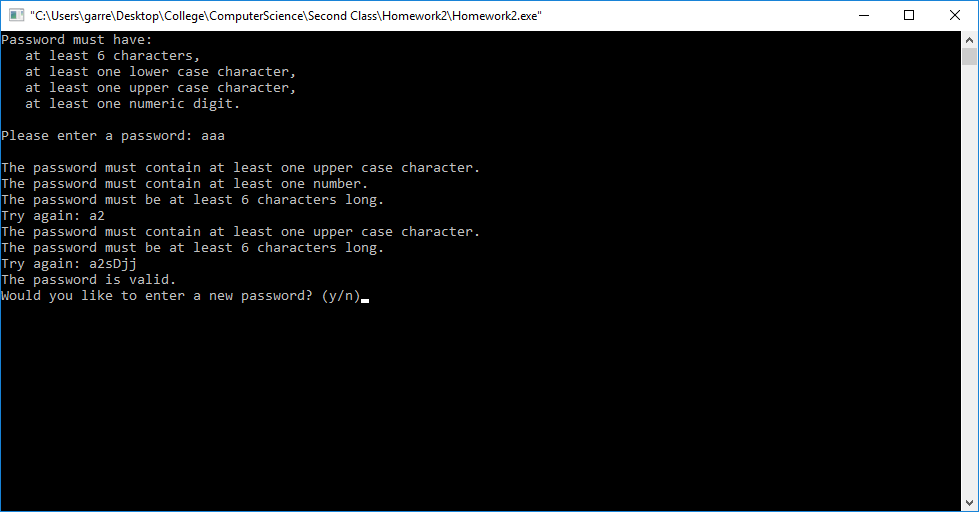 "C:\Users\garre\Desktop\College\ComputerScience\Second Class\Homework2\Homework2.exe"
Password must have:
   at least 6 characters,
   at least one lower case character,
   at least one upper case character,
   at least one numeric digit.

Please enter a password: aaa

The password must contain at least one upper case character.
The password must contain at least one number.
The password must be at least 6 characters long.
Try again: a2
The password must contain at least one upper case character.
The password must be at least 6 characters long.
Try again: a2sDjj
The password is valid.
Would you like to enter a new password? (y/n)